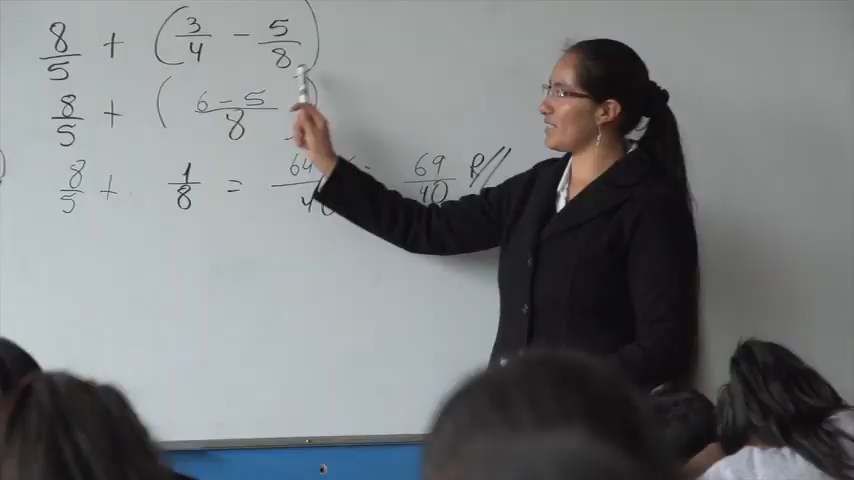 8/5 + (3/4 - 5/8)
8/5 + (6 - 5/8)
8/5 + 1/8 = 64 /40 69/40 R//